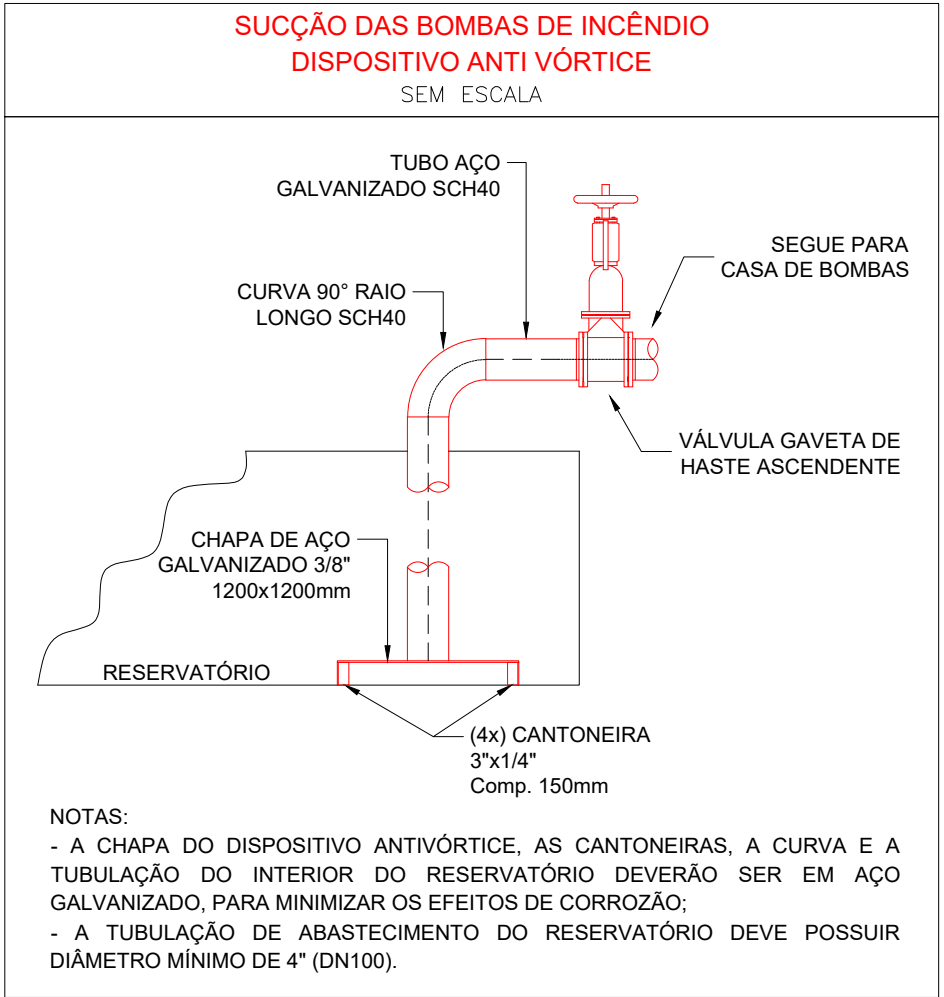 SUCÇÃO DAS BOMBAS DE INCÊNDIO
DISPOSITIVO ANTI VÓRTICE
SEM ESCALA
TUBO AÇO
GALVANIZADO SCH40
SEGUE PARA
CASA DE BOMBAS
CURVA 90° RAIO
LONGO SCH40
VÁLVULA GAVETA DE
HASTE ASCENDENTE
CHAPA DE AÇO
GALVANIZADO 3/8"
1200x1200mm
RESERVATÓRIO
(4x) CANTONEIRA
3"x1/4"
Comp. 150mm
NOTAS:
- A CHAPA DO DISPOSITIVO ANTIVÓRTICE, AS CANTONEIRAS, A CURVA E A
TUBULAÇÃO DO INTERIOR DO RESERVATÓRIO DEVERÃO SER EM AÇO
GALVANIZADO, PARA MINIMIZAR OS EFEITOS DE CORROZÃO;
- A TUBULAÇÃO DE ABASTECIMENTO DO RESERVATÓRIO DEVE POSSUIR
DIÂMETRO MÍNIMO DE 4" (DN100).